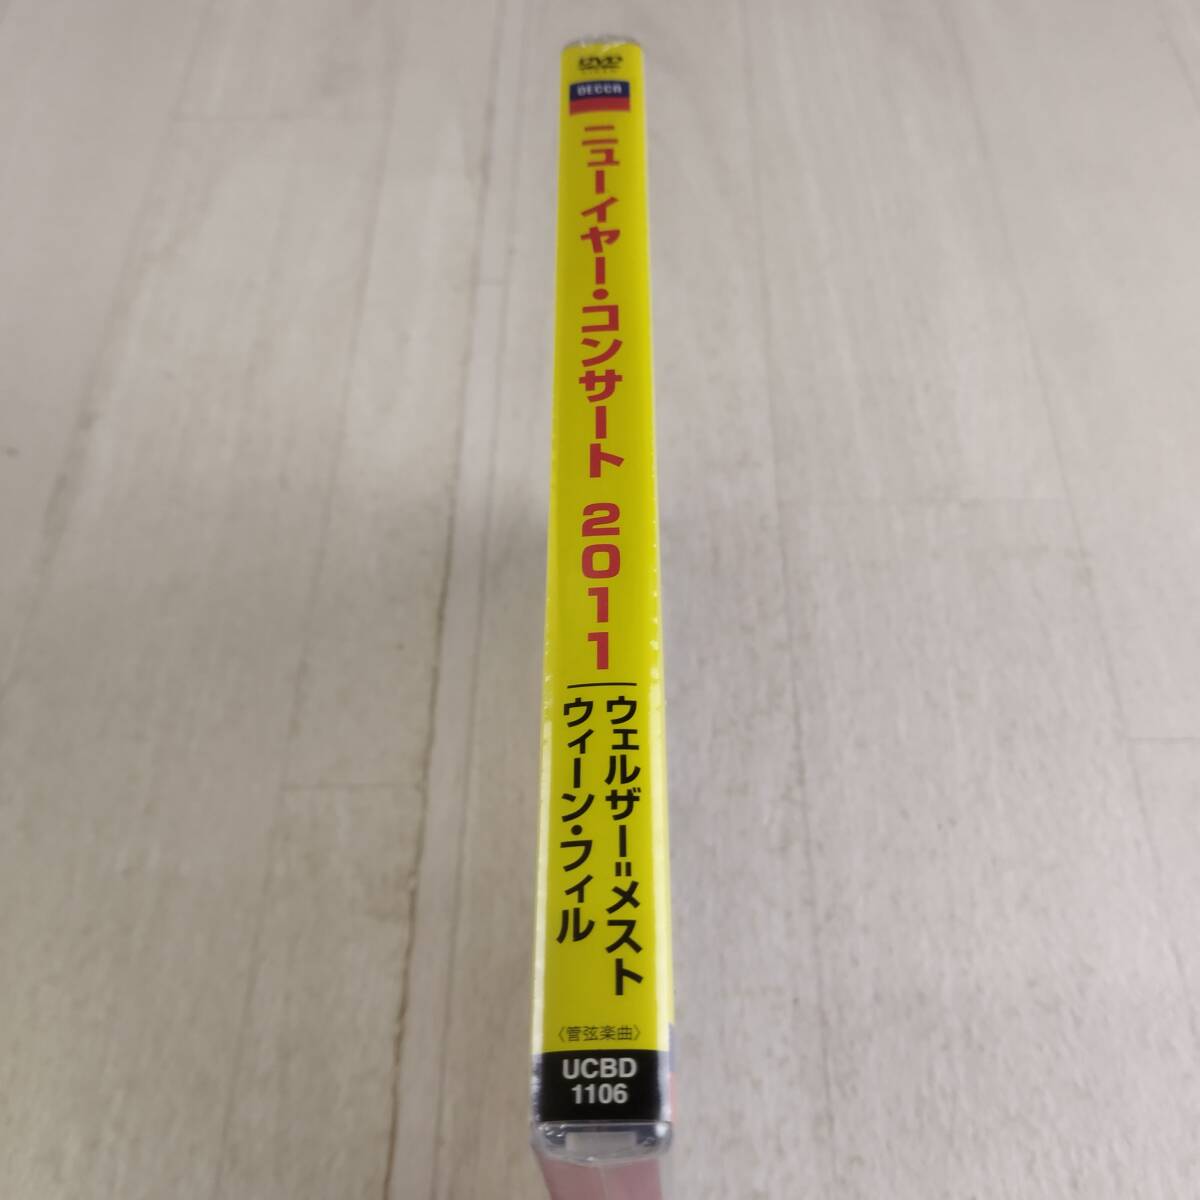 DVD
VIDEO
DECCA
ニューイヤー・コンサート 2011
ウェルザー=メスト
ウィーン・フィル
〈管弦楽曲〉
UCBD
1106